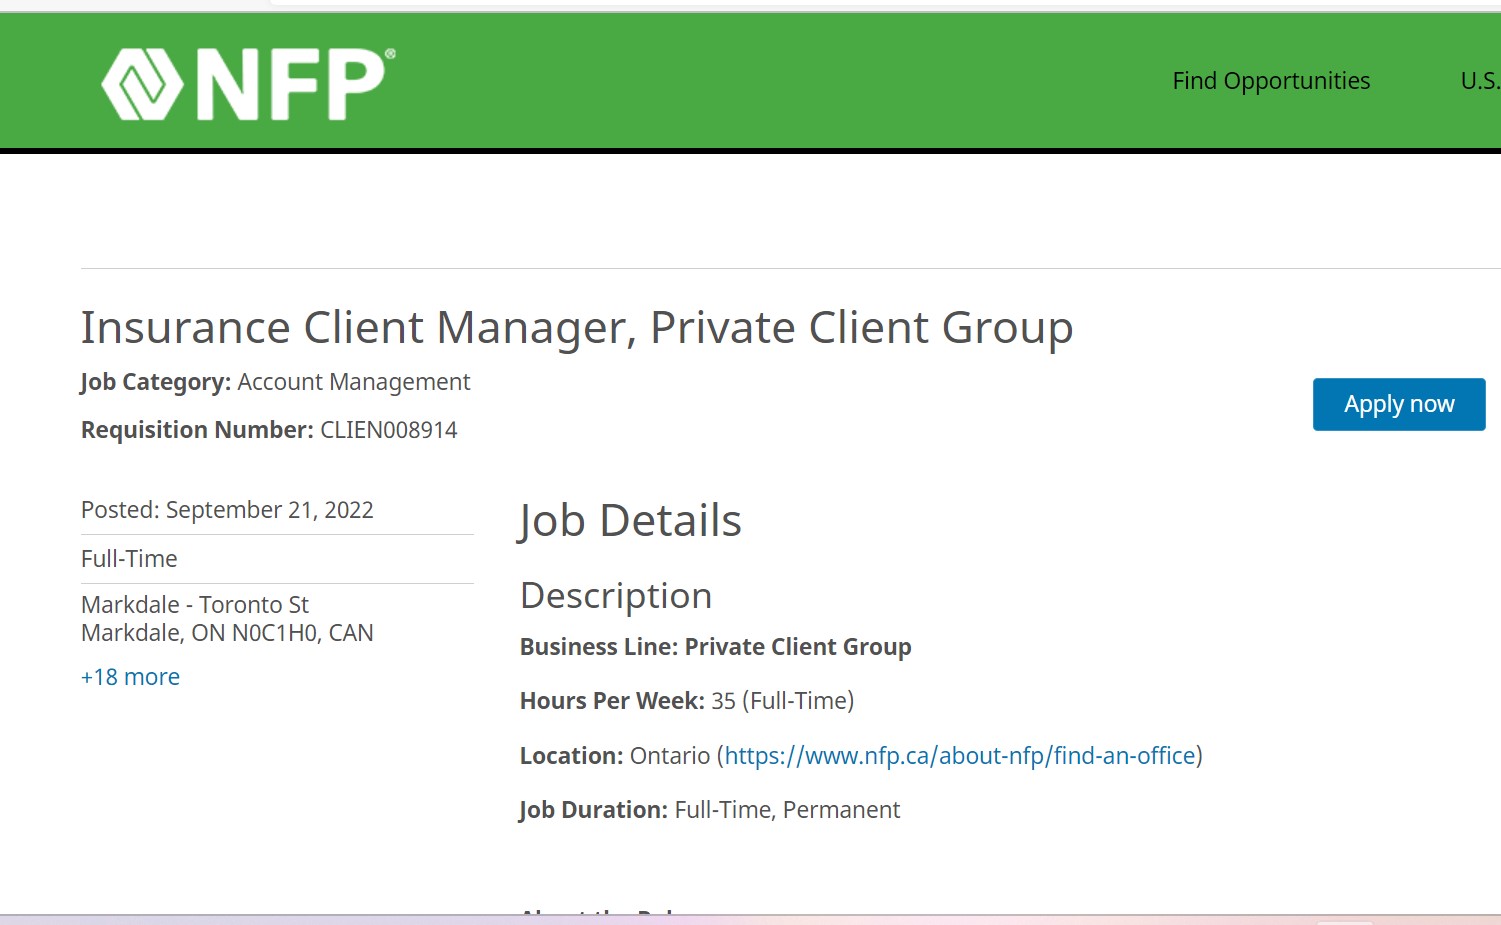 NFP®
Find Opportunities
U.S.
Insurance Client Manager, Private Client Group
Job Category: Account Management
Apply now
Requisition Number: CLIEN008914
Posted: September 21, 2022
Full-Time
Markdale - Toronto St
Markdale, ON N0C1H0, CAN
+18 more
Job Details
Description
Business Line: Private Client Group
Hours Per Week: 35 (Full-Time)
Location: Ontario (https://www.nfp.ca/about-nfp/find-an-office)
Job Duration: Full-Time, Permanent